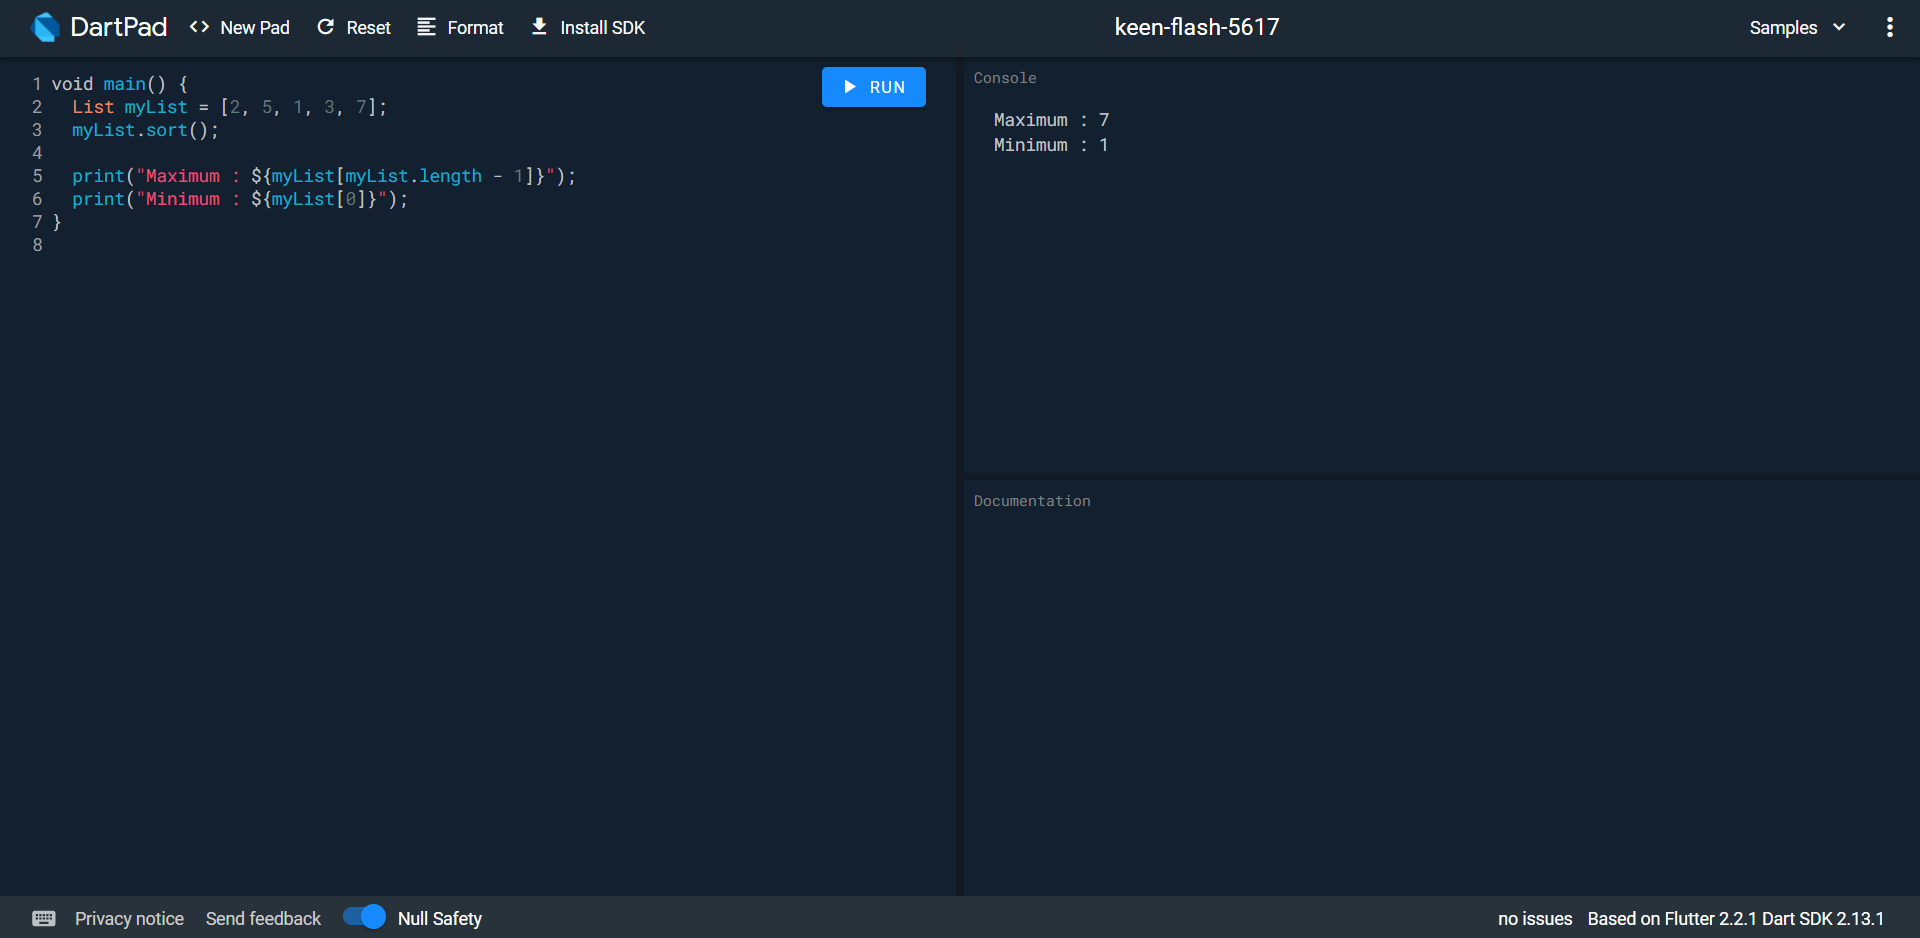 DartPad <> New Pad Reset Format Install SDK keen-flash-5617 Samples
RUN
1 void main() {
2   List myList = [2, 5, 1, 3, 7];
3   myList.sort();
4
5   print("Maximum : ${myList[myList.length - 1]}");
6   print("Minimum : ${myList[0]}");
7 }
8
Console
Maximum : 7
Minimum : 1
Documentation
Privacy notice Send feedback Null Safety no issues Based on Flutter 2.2.1 Dart SDK 2.13.1